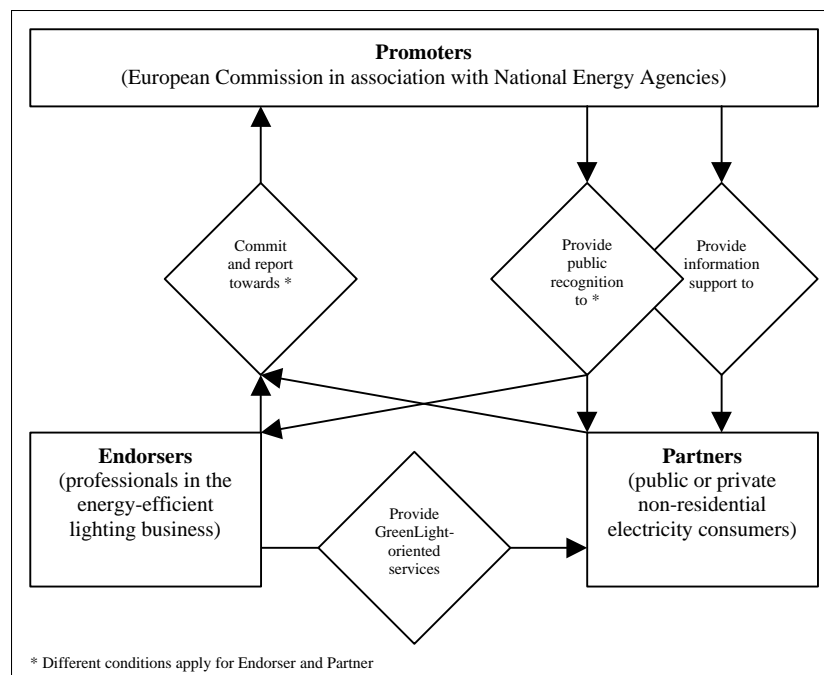 Promoters
(European Commission in association with National Energy Agencies)
Commit
and report
towards *
Provide
public
recognition
to *
Provide
information
support to
Endorsers
(professionals in the
energy-efficient
lighting business)
Provide
GreenLight-
oriented
services
Partners
(public or private
non-residential
electricity consumers)
* Different conditions apply for Endorser and Partner